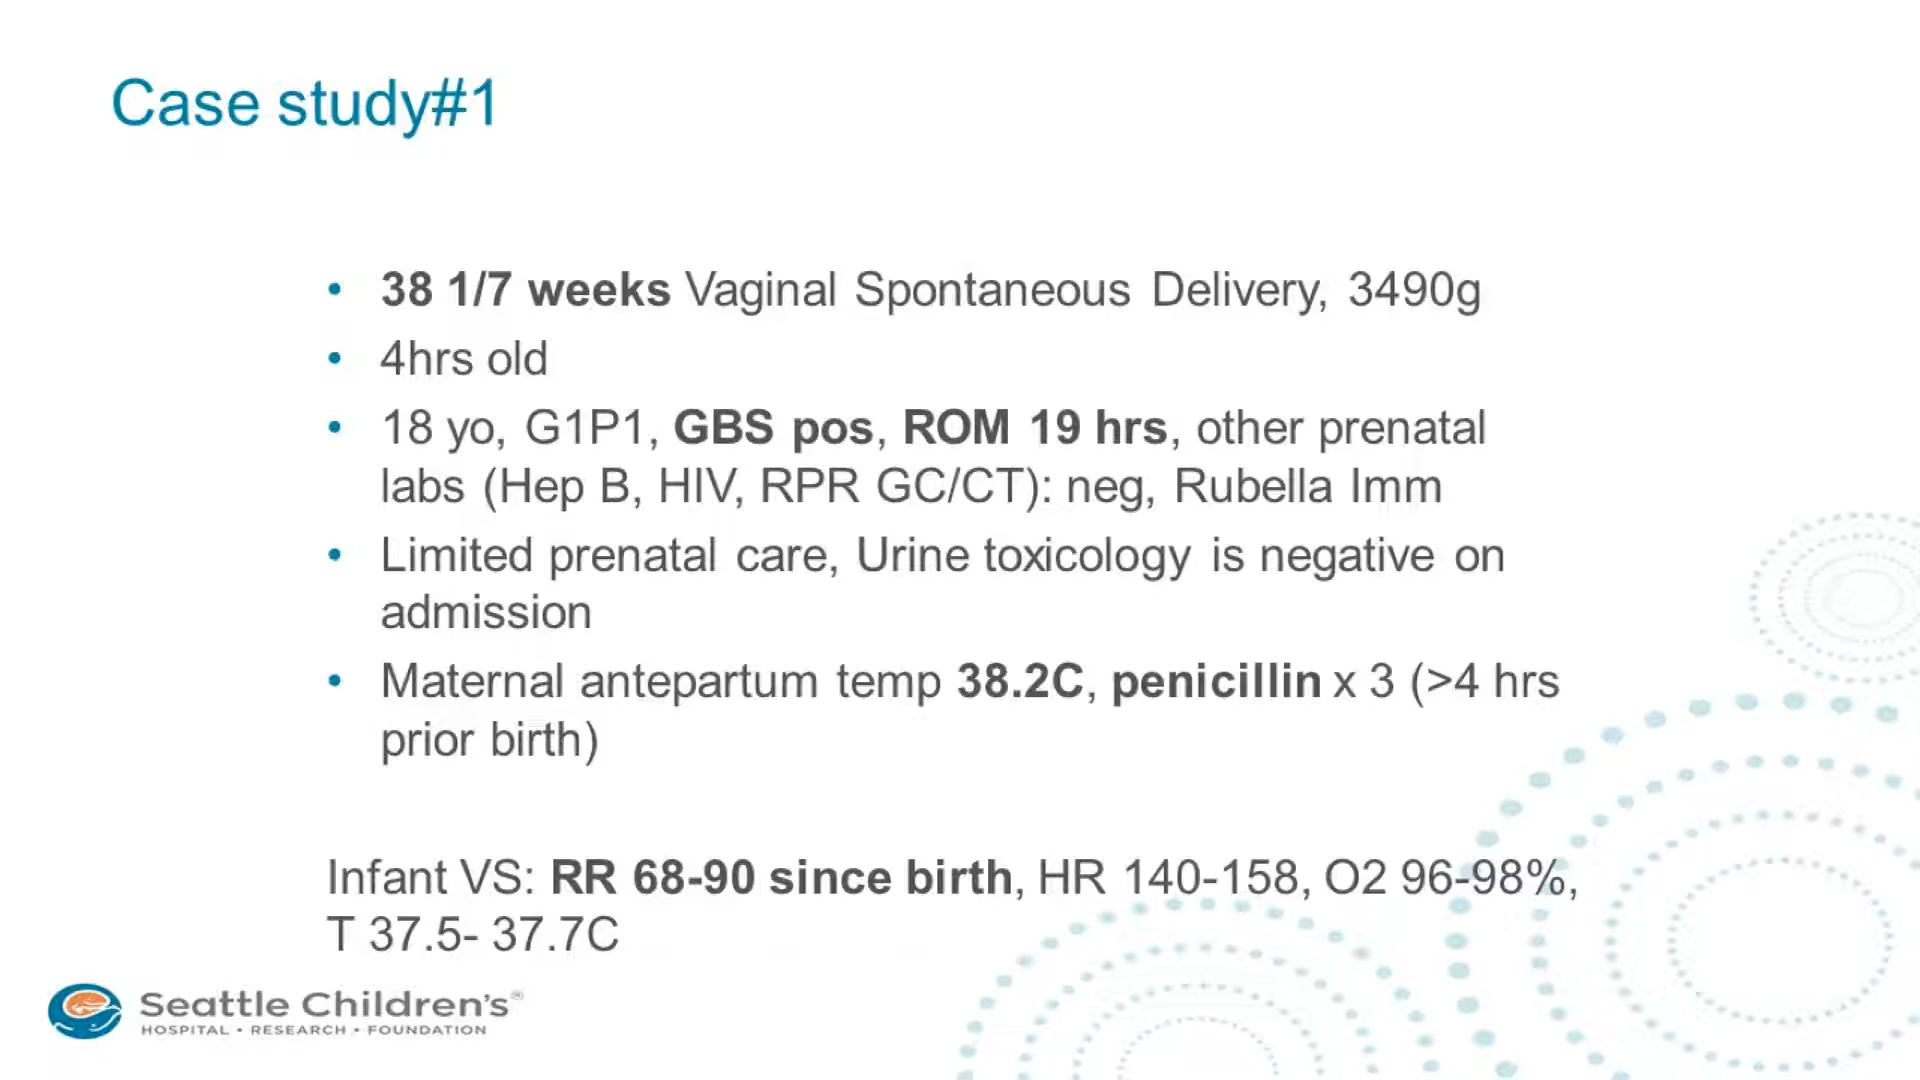 Case study#1
• 38 1/7 weeks Vaginal Spontaneous Delivery, 3490g
• 4hrs old
• 18 yo, G1P1, GBS pos, ROM 19 hrs, other prenatal
labs (Hep B, HIV, RPR GC/CT): neg, Rubella Imm
• Limited prenatal care, Urine toxicology is negative on
admission
• Maternal antepartum temp 38.2C, penicillin x 3 (>4 hrs
prior birth)
Infant VS: RR 68-90 since birth, HR 140-158, O2 96-98%,
T 37.5- 37.7C
Seattle Children's®
HOSPITAL • RESEARCH • FOUNDATION